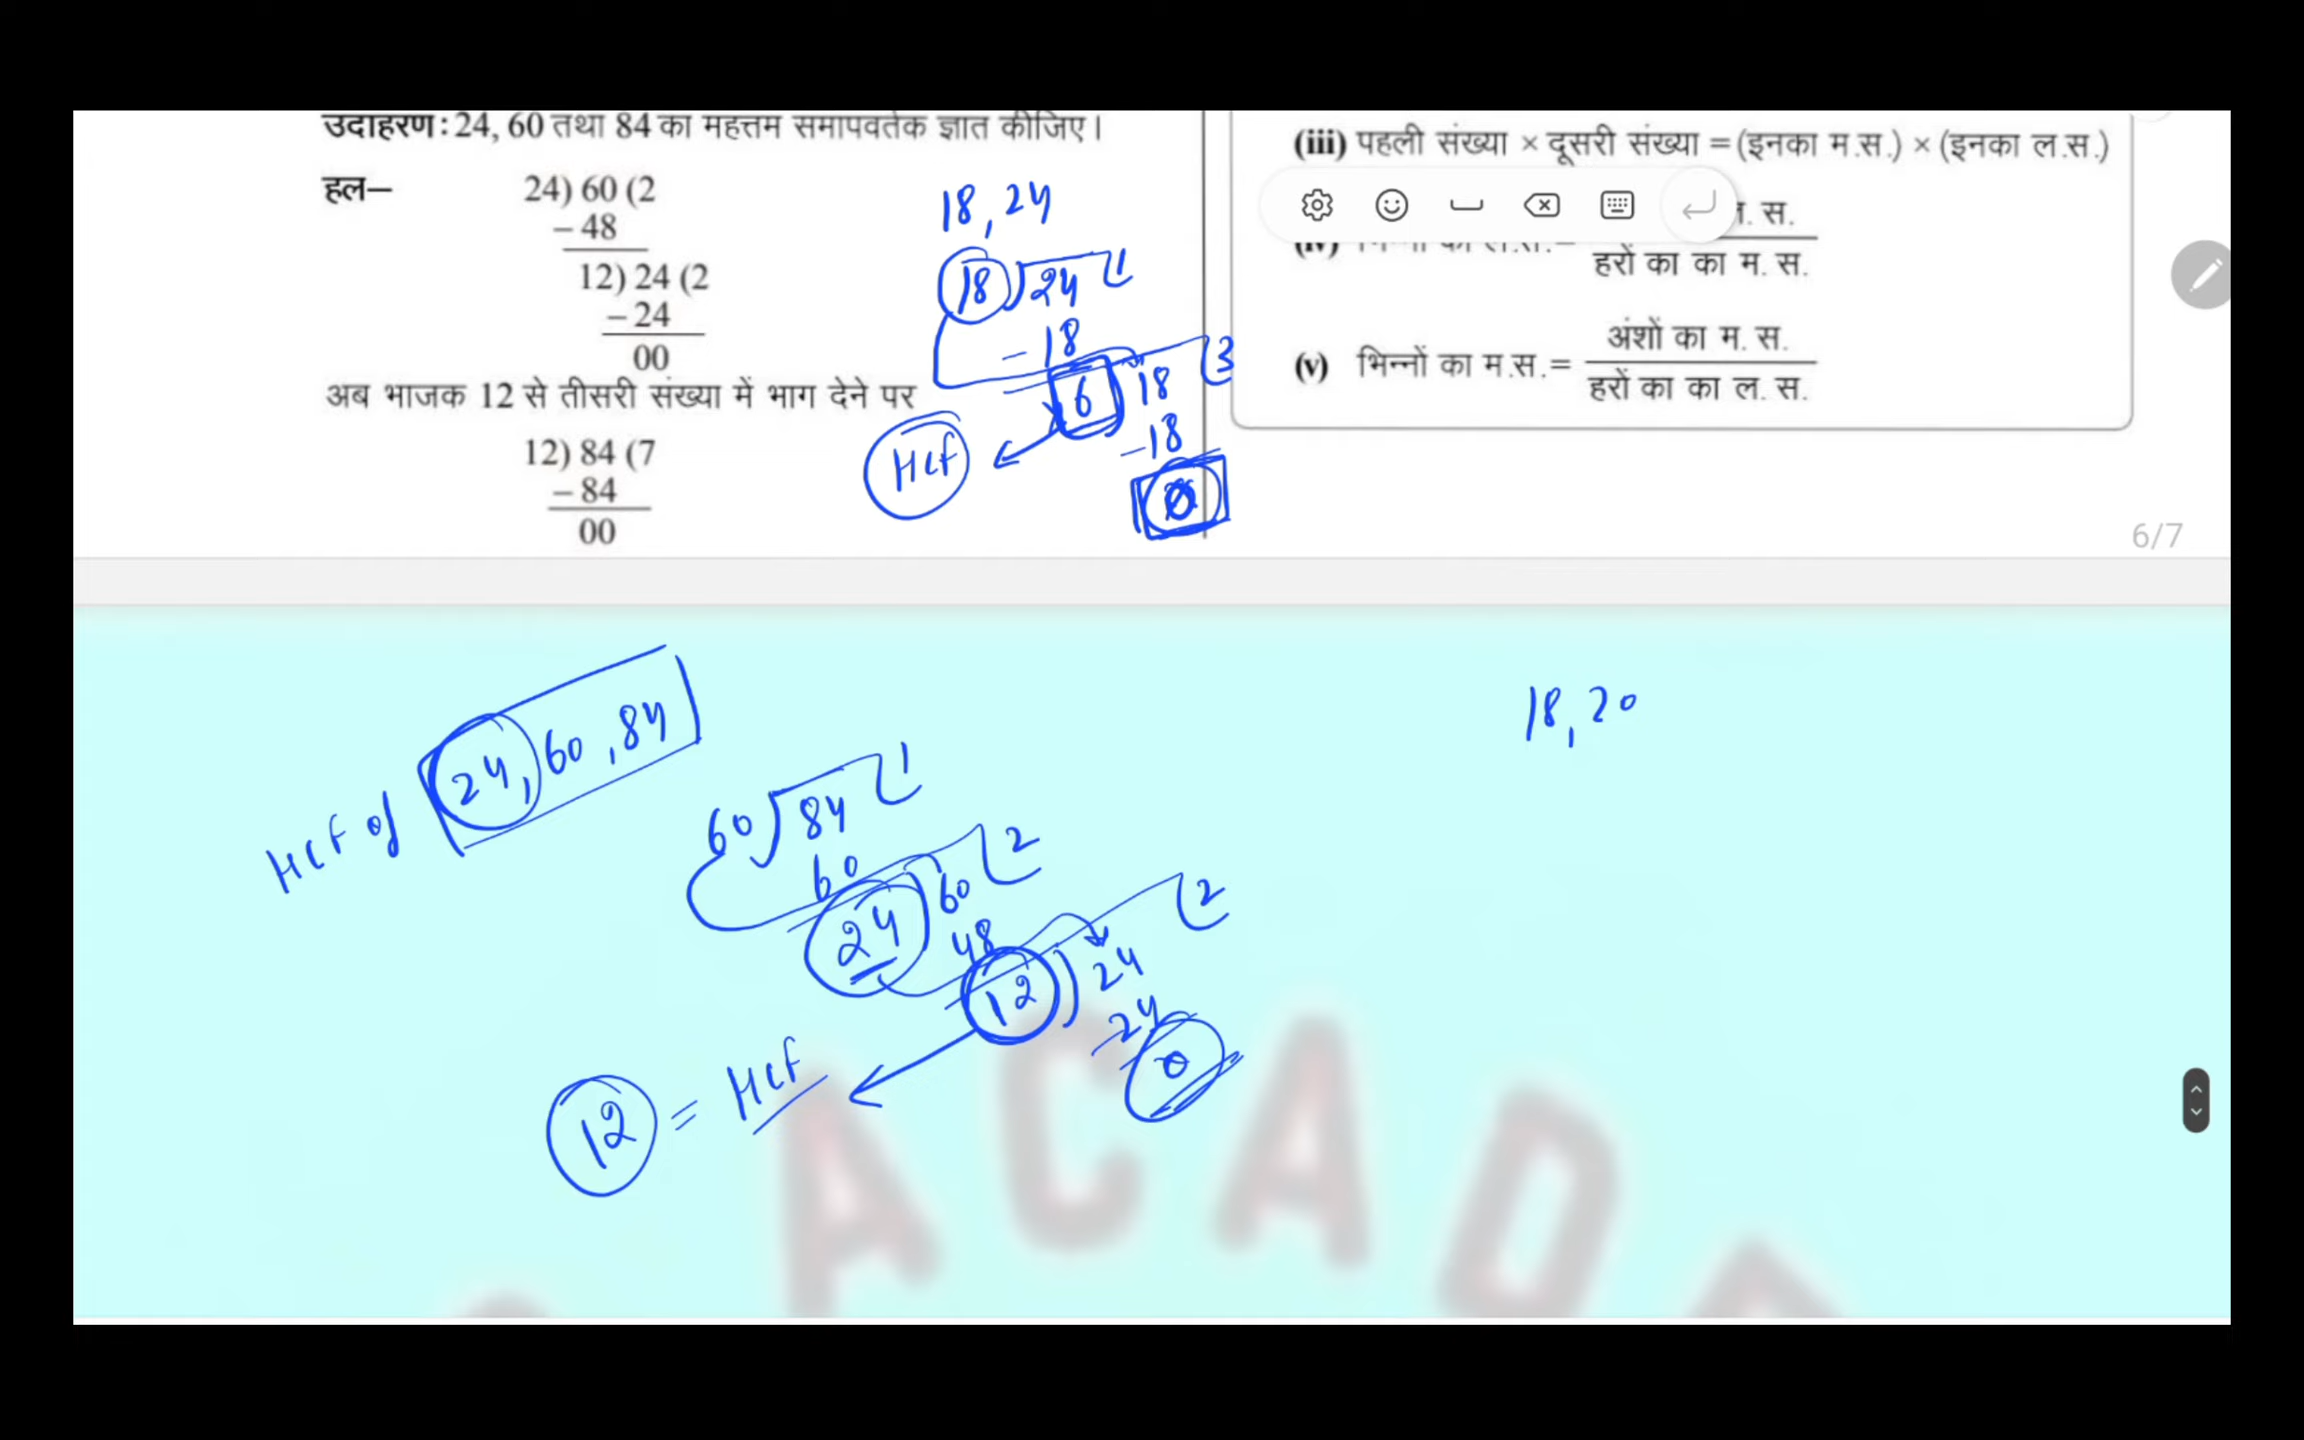 उदाहरण : 24, 60 तथा 84 का महत्तम समापवर्तक ज्ञात कीजिए।
हल— 24) 60 (2
– 48
12) 24 (2
– 24
00
अब भाजक 12 से तीसरी संख्या में भाग देने पर
12) 84 (7
– 84
00
18, 24
18) 24 (1
– 18
6) 18 (3
– 18
0
HCF
(iii) पहली संख्या × दूसरी संख्या = (इनका म.स.) × (इनका ल.स.)
स.
हरों का का म. स.
(v) भिन्नों का म.स. = अंशों का म. स.
हरों का का ल. स.
6/7
HCF of 24, 60, 84
60) 84 (1
60
24) 60 (2
48
12) 24 (2
24
0
12 = HCF
18, 20
ACAD